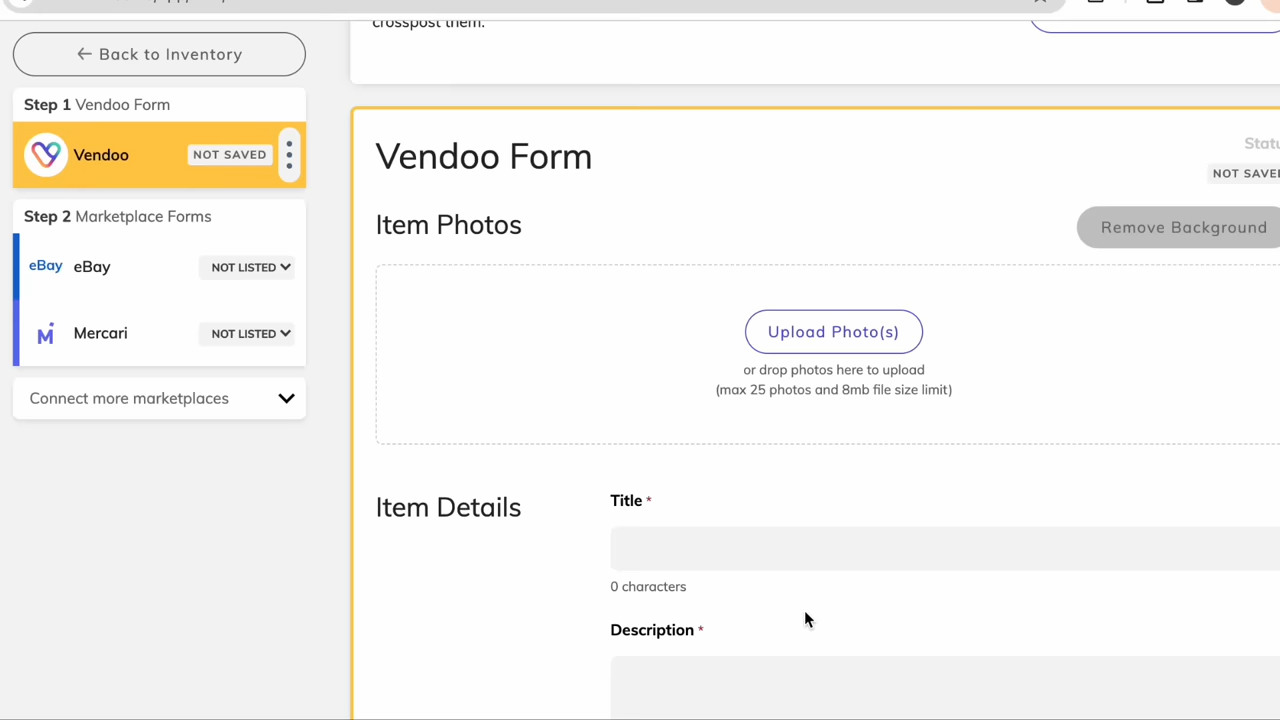 crosspost them.
← Back to Inventory
Step 1 Vendoo Form
Vendoo
NOT SAVED
Step 2 Marketplace Forms
eBay eBay
NOT LISTED
Mercari
NOT LISTED
Connect more marketplaces
Vendoo Form
NOT SAVED
Item Photos
Remove Background
Upload Photo(s)
or drop photos here to upload
(max 25 photos and 8mb file size limit)
Item Details
Title *
0 characters
Description *